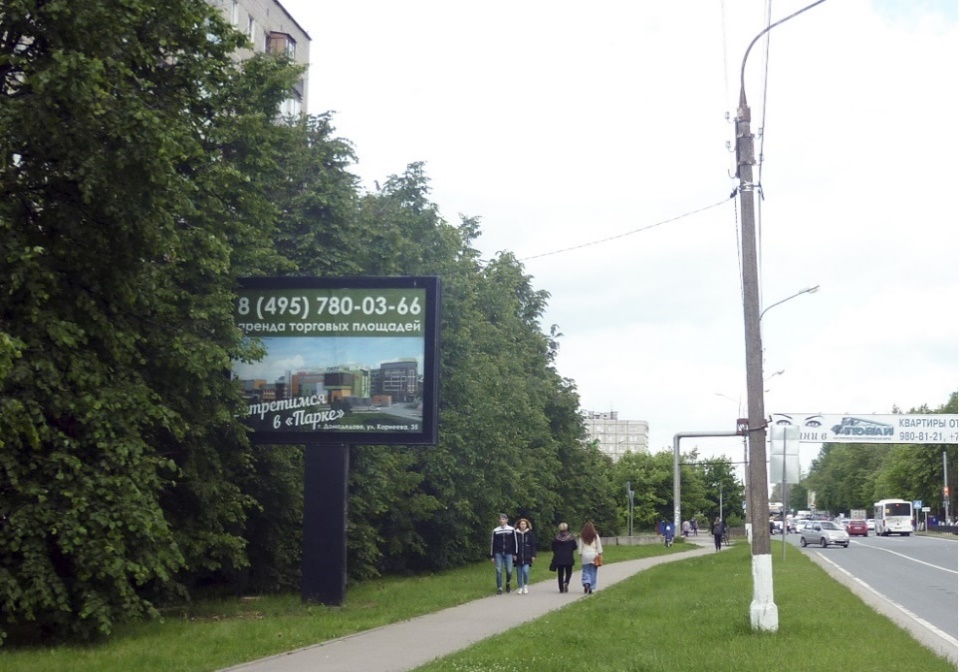 8 (495) 780-03-66
аренда торговых площадей
третимся
в «Парке»
г. Домодедово, ул. Корнеева, 36
КВАРТИРЫ ОТ
980-81-21, +7